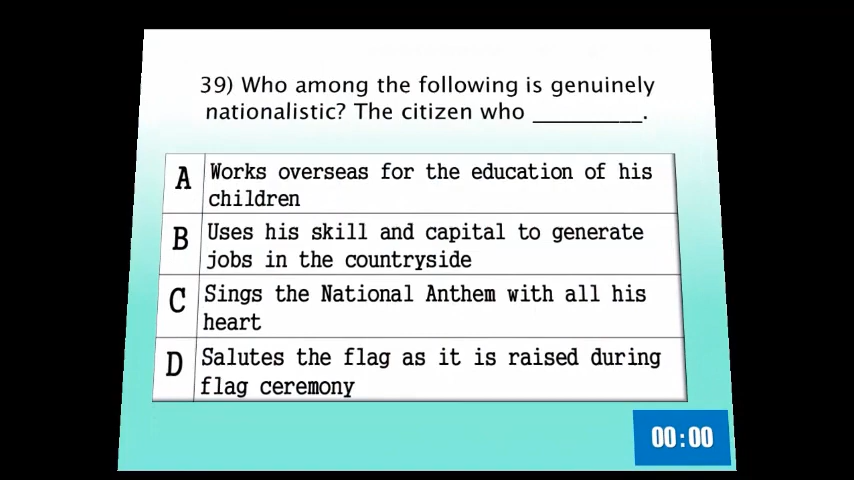 39) Who among the following is genuinely
nationalistic? The citizen who __________.
A
Works overseas for the education of his
children
B
Uses his skill and capital to generate
jobs in the countryside
C
Sings the National Anthem with all his
heart
D
Salutes the flag as it is raised during
flag ceremony
00:00